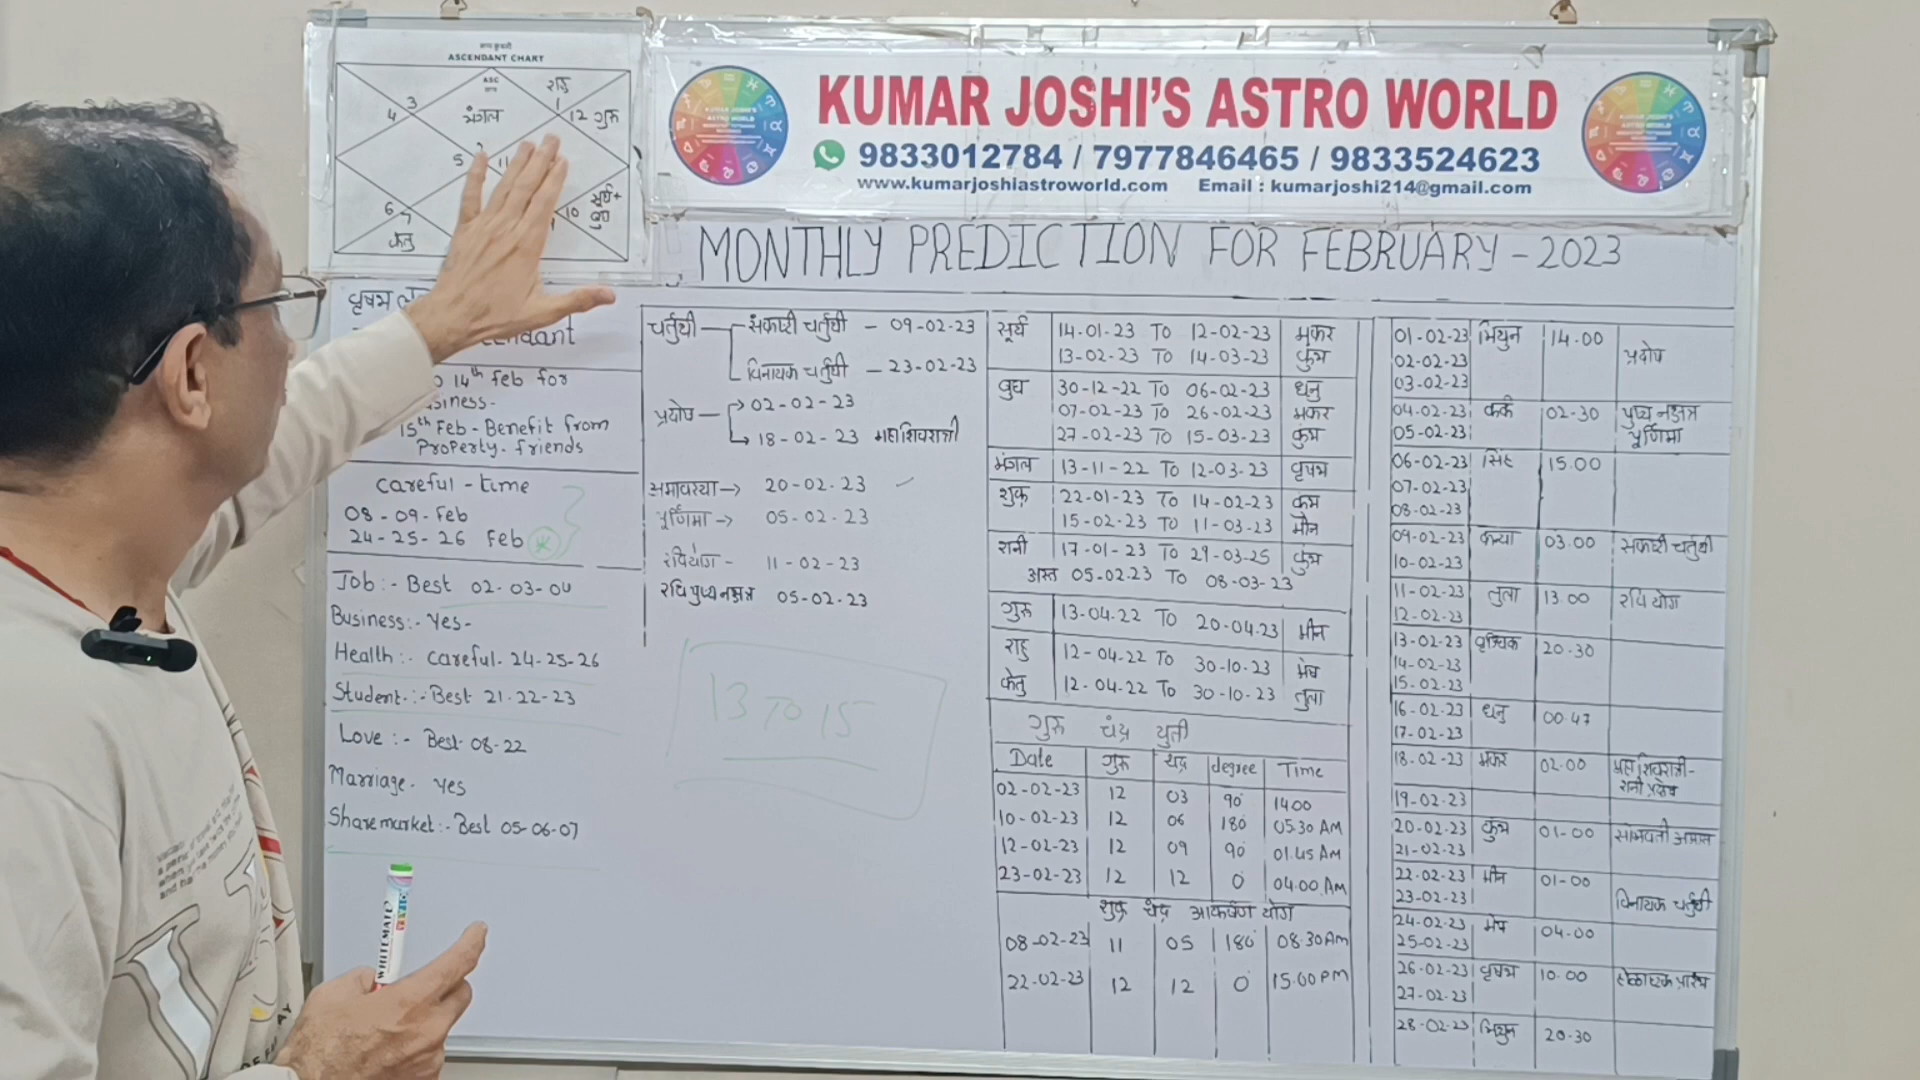 लग्न कुंडली
ASCENDANT CHART
ASC
लग्न
राहु
3
4
मंगल
1
12 गुरु
2
5
11
6
7
केतु
10
सूर्य+
बुध
KUMAR JOSHI'S ASTRO WORLD
9833012784 / 7977846465 / 9833524623
www.kumarjoshiastroworld.com Email : kumarjoshi214@gmail.com
MONTHLY PREDICTION FOR FEBRUARY - 2023
वृषभ
14th feb for
15th Feb - Benefit from
Property. friends
careful - time
08 - 09 - Feb
24 - 25 - 26 Feb
Job :- Best 02-03-04
Business :- Yes-
Health :- careful. 24-25-26
Student :- Best 21-22-23
Love :- Best 08-22
Marriage - Yes
Share market :- Best 05-06-07
WHITEMATE
चर्तुथी — संकष्टी चर्तुथी — 09-02-23
विनायक चर्तुथी — 23-02-23
प्रदोष — → 02-02-23
→ 18-02-23 महाशिवरात्री
अमावस्या → 20-02-23
पूर्णिमा → 05-02-23
रवियोग - 11-02-23
रवि पुष्य नक्षत्र 05-02-23
13 TO 15
सूर्य 14-01-23 TO 12-02-23 मकर
13-02-23 TO 14-03-23 कुंभ
बुध 30-12-22 TO 06-02-23 धनु
07-02-23 TO 26-02-23 मकर
27-02-23 TO 15-03-23 कुंभ
मंगल 13-11-22 TO 12-03-23 वृषभ
शुक्र 22-01-23 TO 14-02-23 कुंभ
15-02-23 TO 11-03-23 मीन
शनी 17-01-23 TO 29-03-25 कुंभ
अस्त 05-02-23 TO 08-03-23
गुरु 13-04-22 TO 20-04-23 मीन
राहु 12-04-22 TO 30-10-23 मेष
केतु 12-04-22 To 30-10-23 तुला
गुरु चंद्र युती
Date गुरु चंद्र degree Time
02-02-23 12 03 90° 1400
10-02-23 12 06 180° 05.30 AM
12-02-23 12 09 90° 01.45 Am
23-02-23 12 12 0° 04.00 Am
शुक्र चंद्र आकर्षण योग
08-02-23 11 05 180° 08.30 Am
22-02-23 12 12 0° 15.00 PM
01-02-23 मिथुन 14.00
02-02-23 प्रदोष
03-02-23
04-02-23 कर्क 02-30 पुष्य नक्षत्र
05-02-23 पूर्णिमा
06-02-23 सिंह 15.00
07-02-23
08-02-23
09-02-23 कन्या 03.00 संकष्टी चर्तुथी
10-02-23
11-02-23 तुला 13.00 रवि योग
12-02-23
13-02-23 वृश्चिक 20-30
14-02-23
15-02-23
16-02-23 धनु 00.47
17-02-23
18-02-23 मकर 02.00 महाशिवरात्री-
शनी प्रदोष
19-02-23
20-02-23 कुंभ 01-00 सोमवती
21-02-23
22-02-23 मीन 01-00
23-02-23 विनायक चर्तुथी
24-02-23 मेष 04-00
25-02-23
26-02-23 वृषभ 10.00
27-02-23
28-02-23 मिथुन 20-30